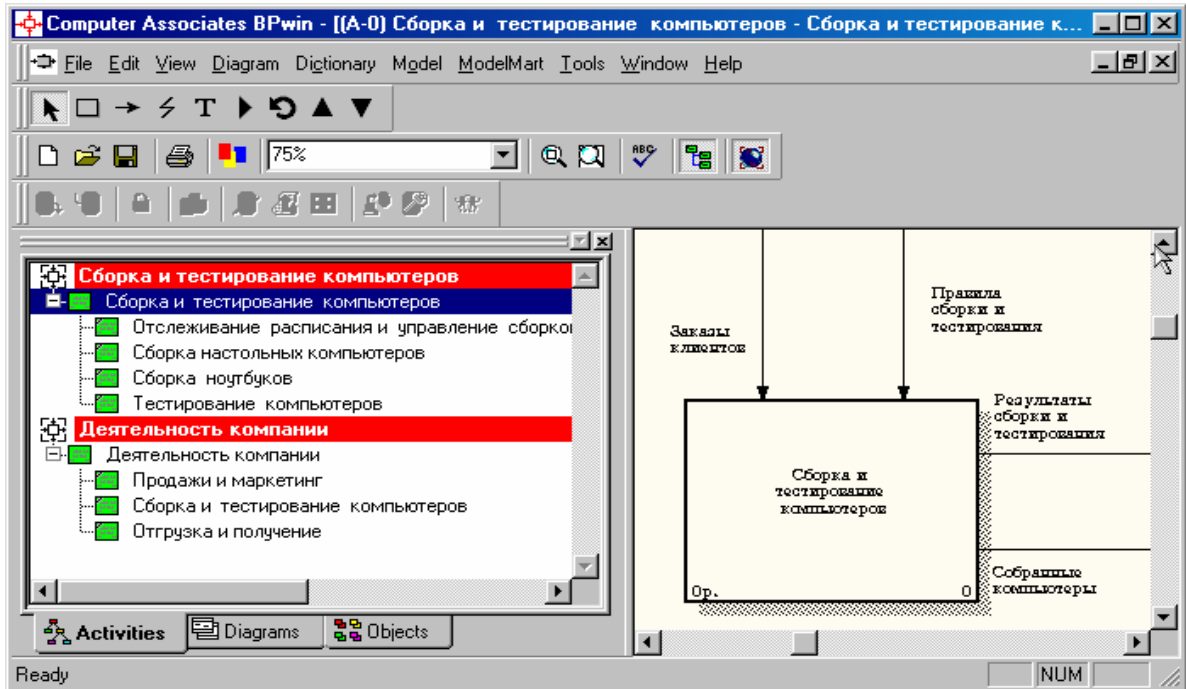 Computer Associates BPwin - [(A-0) Сборка и тестирование компьютеров - Сборка и тестирование к...
File Edit View Diagram Dictionary Model ModelMart Tools Window Help
T
75%
ABC
Сборка и тестирование компьютеров
Сборка и тестирование компьютеров
Отслеживание расписания и управление сборкой
Сборка настольных компьютеров
Сборка ноутбуков
Тестирование компьютеров
Деятельность компании
Деятельность компании
Продажи и маркетинг
Сборка и тестирование компьютеров
Отгрузка и получение
Activities Diagrams Objects
Заказы
клиентов
Правила
сборки и
тестирования
Результаты
сборки и
тестирования
Сборка и
тестирование
компьютеров
0р. 0
Собранные
компьютеры
Ready NUM